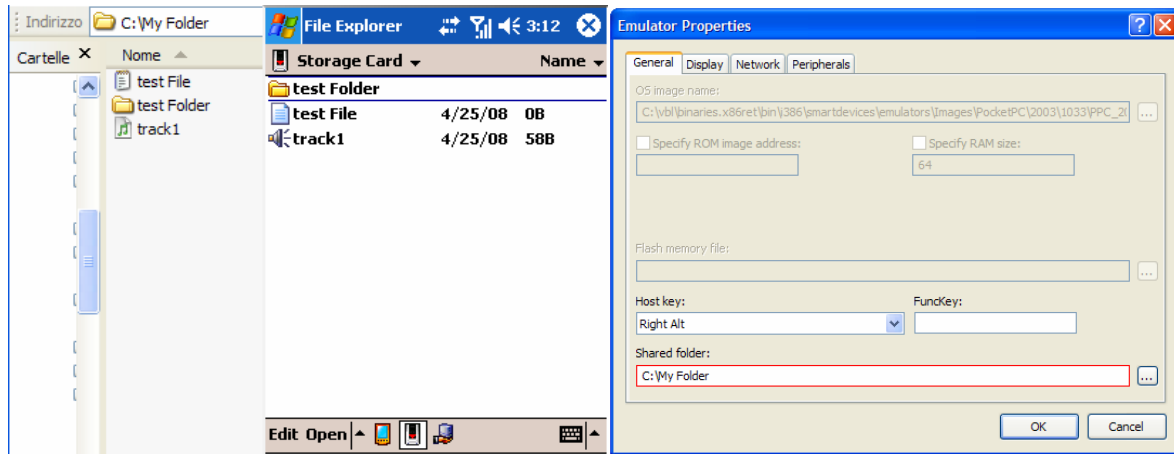 Indirizzo C:\My Folder
Cartelle X
Nome
test File
test Folder
track1
File Explorer 3:12
Storage Card Name
test Folder
test File 4/25/08 0B
track1 4/25/08 58B
Edit Open
Emulator Properties
General Display Network Peripherals
OS image name:
C:\vbl\binaries.x86ret\bin\i386\smartdevices\emulators\Images\PocketPC\2003\1033\PPC_20
Specify ROM image address: Specify RAM size:
64
Flash memory file:
...
Host key: FuncKey:
Right Alt
Shared folder:
C:\My Folder ...
OK Cancel